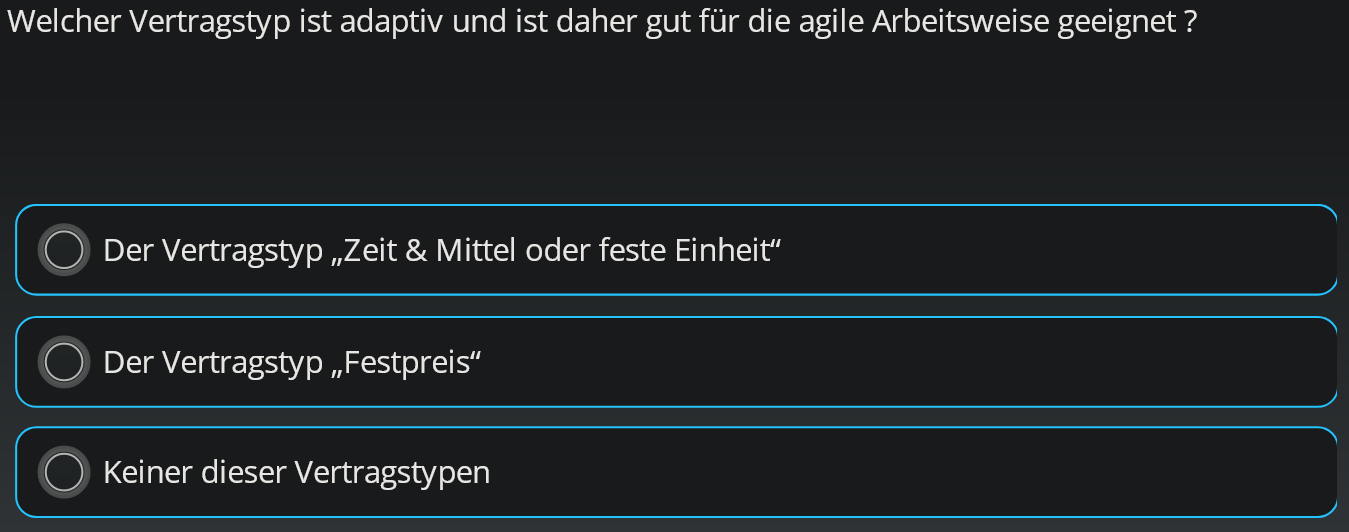 Welcher Vertragstyp ist adaptiv und ist daher gut für die agile Arbeitsweise geeignet ?
Der Vertragstyp „Zeit & Mittel oder feste Einheit“
Der Vertragstyp „Festpreis“
Keiner dieser Vertragstypen